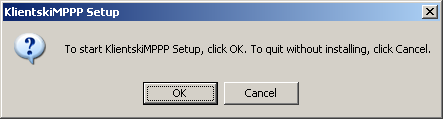 KlientskiMPPP Setup
To start KlientskiMPPP Setup, click OK. To quit without installing, click Cancel.
OK
Cancel